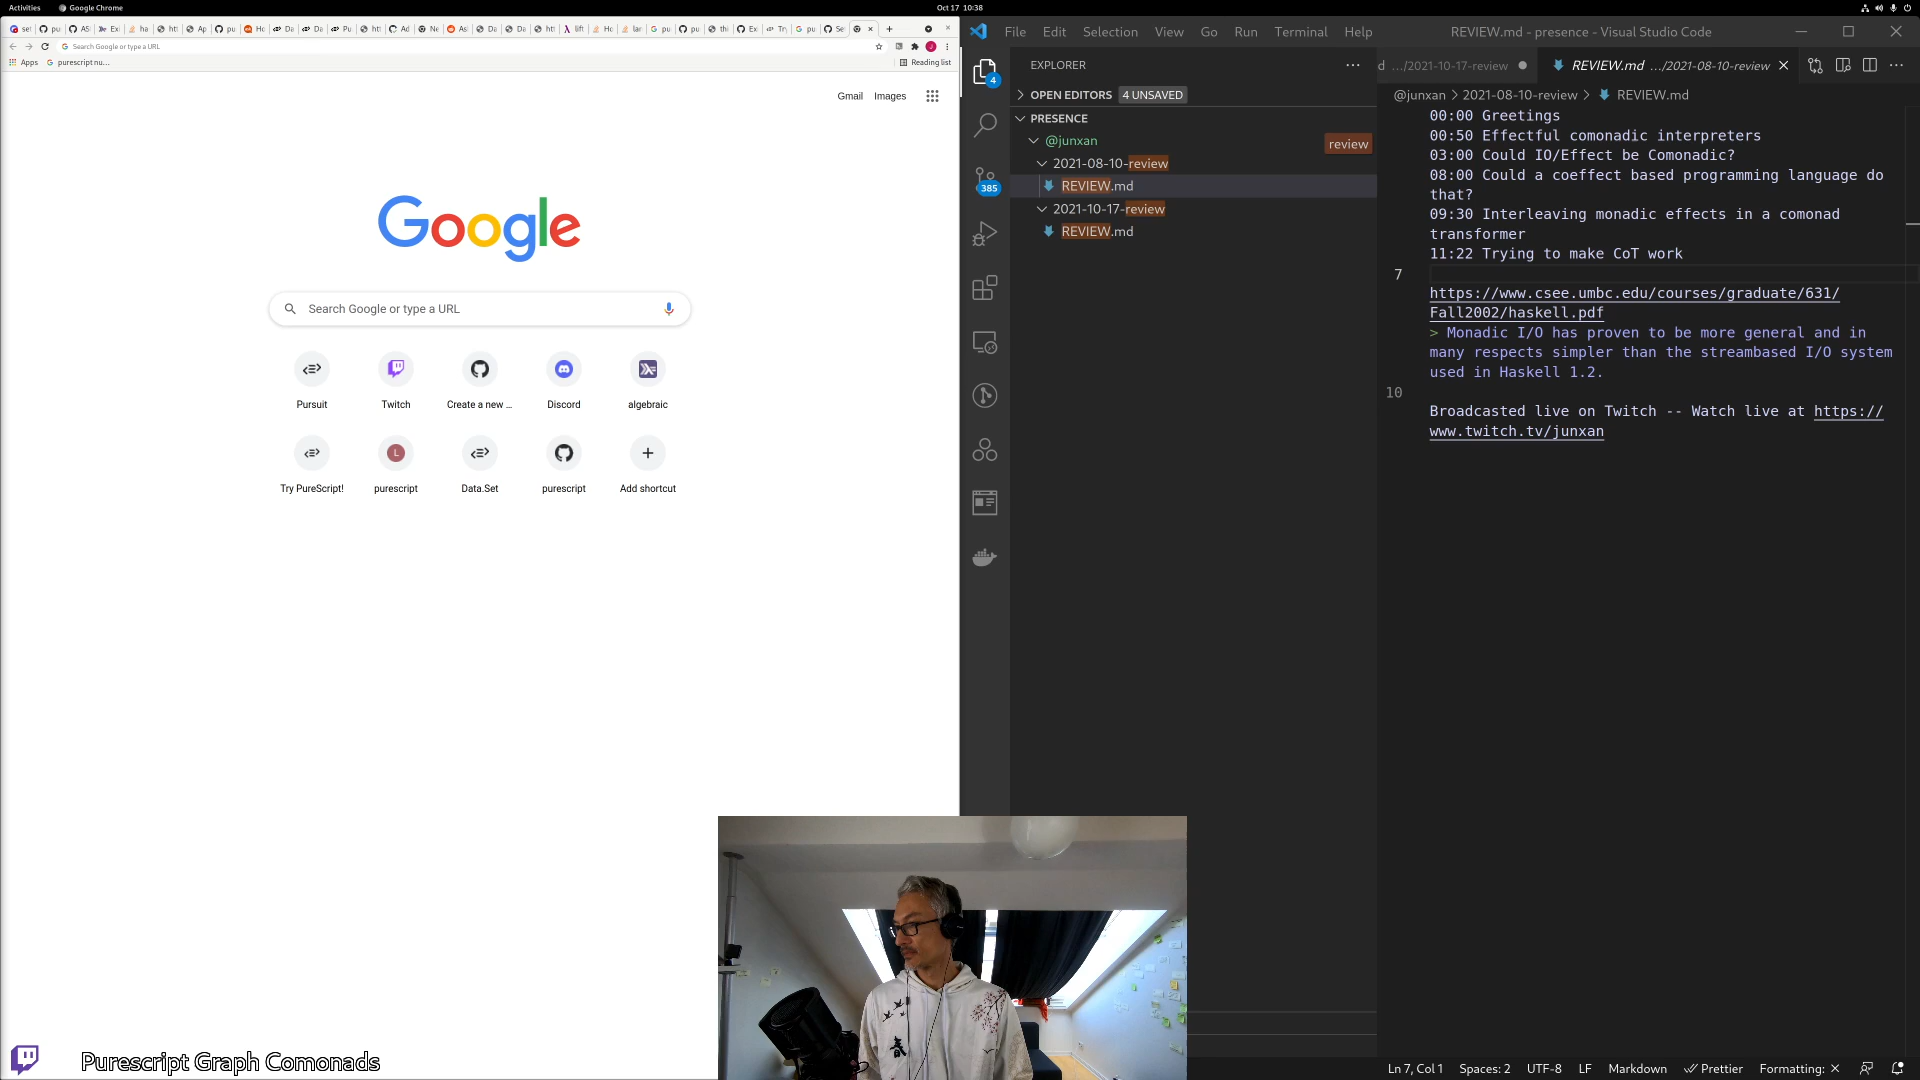 Activities
Google Chrome
Oct 17 10:38
Search Google or type a URL
Apps
purescript nu...
Reading list
Gmail
Images
Google
Search Google or type a URL
Pursuit
Twitch
Create a new ...
Discord
algebraic
L
Try PureScript!
purescript
Data.Set
purescript
Add shortcut
Purescript Graph Comonads
春
File
Edit
Selection
View
Go
Run
Terminal
Help
REVIEW.md - presence - Visual Studio Code
4
385
EXPLORER
OPEN EDITORS
4 UNSAVED
PRESENCE
@junxan
review
2021-08-10-review
REVIEW.md
2021-10-17-review
REVIEW.md
d .../2021-10-17-review
REVIEW.md .../2021-08-10-review
@junxan > 2021-08-10-review > REVIEW.md
00:00 Greetings
00:50 Effectful comonadic interpreters
03:00 Could IO/Effect be Comonadic?
08:00 Could a coeffect based programming language do
that?
09:30 Interleaving monadic effects in a comonad
transformer
11:22 Trying to make CoT work
7
https://www.csee.umbc.edu/courses/graduate/631/
Fall2002/haskell.pdf
> Monadic I/O has proven to be more general and in
many respects simpler than the streambased I/O system
used in Haskell 1.2.
10
Broadcasted live on Twitch -- Watch live at https://
www.twitch.tv/junxan
Ln 7, Col 1
Spaces: 2
UTF-8
LF
Markdown
Prettier
Formatting: ×